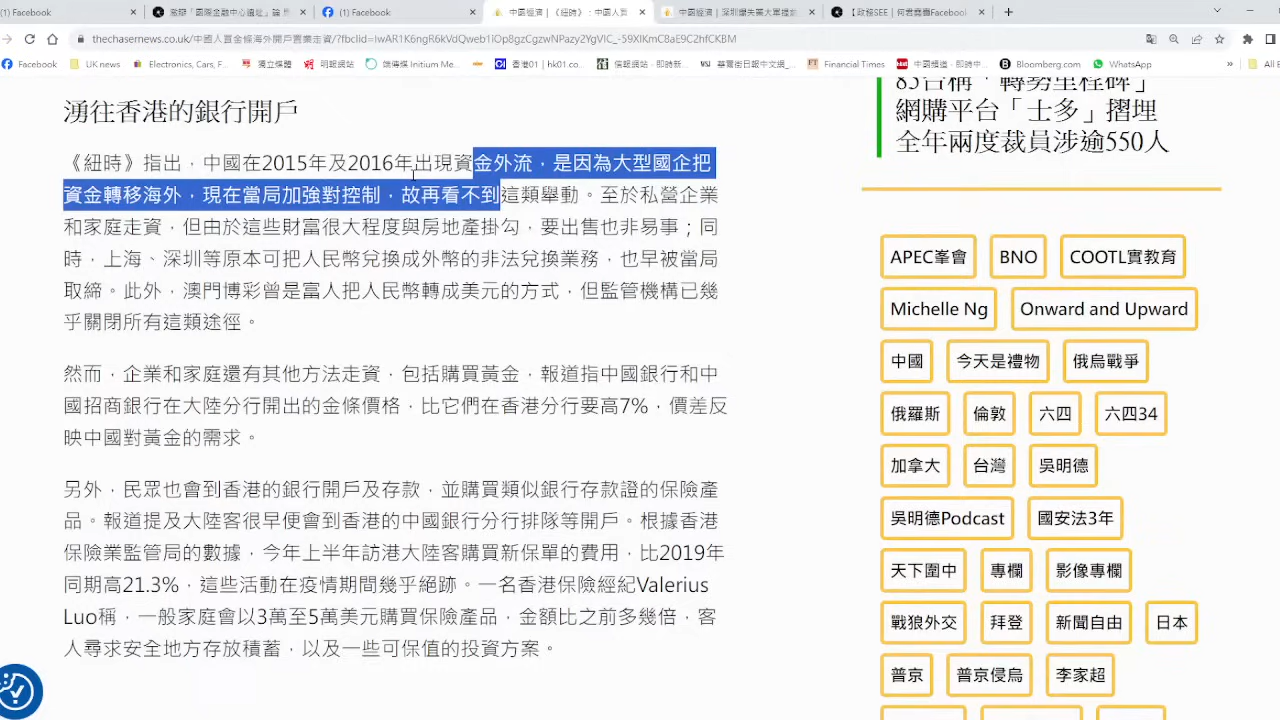 Facebook
濫辯「國際金融中心遺址」論
(1) Facebook
中國經濟｜《紐時》：中國人買
中國經濟｜深圳
【政務SEE｜何君堯轟Facebook
thechasernews.co.uk/中國人買金條海外開戶置業走資/?fbclid=IwAR1K6ngR6kVdQweb1iOp8gzCgzwNPazy2YgVIC_-59XIKmC8aE9C2hfCKBM
Facebook
UK news
Electronics, Cars, F...
獨立媒體
明報網站
端傳媒 Initium Me...
香港01 | hk01.co...
信報網站 - 即時新...
華爾街日報中文網...
Financial Times
中國報道 - 即時中...
Bloomberg.com
WhatsApp
»
湧往香港的銀行開戶
《紐時》指出，中國在2015年及2016年出現資金外流，是因為大型國企把
資金轉移海外，現在當局加強對控制，故再看不到這類舉動。至於私營企業
和家庭走資，但由於這些財富很大程度與房地產掛勾，要出售也非易事；同
時，上海、深圳等原本可把人民幣兌換成外幣的非法兌換業務，也早被當局
取締。此外，澳門博彩曾是富人把人民幣轉成美元的方式，但監管機構已幾
乎關閉所有這類途徑。
然而，企業和家庭還有其他方法走資，包括購買黃金，報道指中國銀行和中
國招商銀行在大陸分行開出的金條價格，比它們在香港分行要高7%，價差反
映中國對黃金的需求。
另外，民眾也會到香港的銀行開戶及存款，並購買類似銀行存款證的保險產
品。報道提及大陸客很早便會到香港的中國銀行分行排隊等開戶。根據香港
保險業監管局的數據，今年上半年訪港大陸客購買新保單的費用，比2019年
同期高21.3%，這些活動在疫情期間幾乎絕跡。一名香港保險經紀Valerius
Luo稱，一般家庭會以3萬至5萬美元購買保險產品，金額比之前多幾倍，客
人尋求安全地方存放積蓄，以及一些可保值的投資方案。
85台稱「轉勢里程碑」
網購平台「士多」摺埋
全年兩度裁員涉逾550人
APEC峯會
BNO
COOTL實教育
Michelle Ng
Onward and Upward
中國
今天是禮物
俄烏戰爭
俄羅斯
倫敦
六四
六四34
加拿大
台灣
吳明德
吳明德Podcast
國安法3年
天下圍中
專欄
影像專欄
戰狼外交
拜登
新聞自由
日本
普京
普京侵烏
李家超